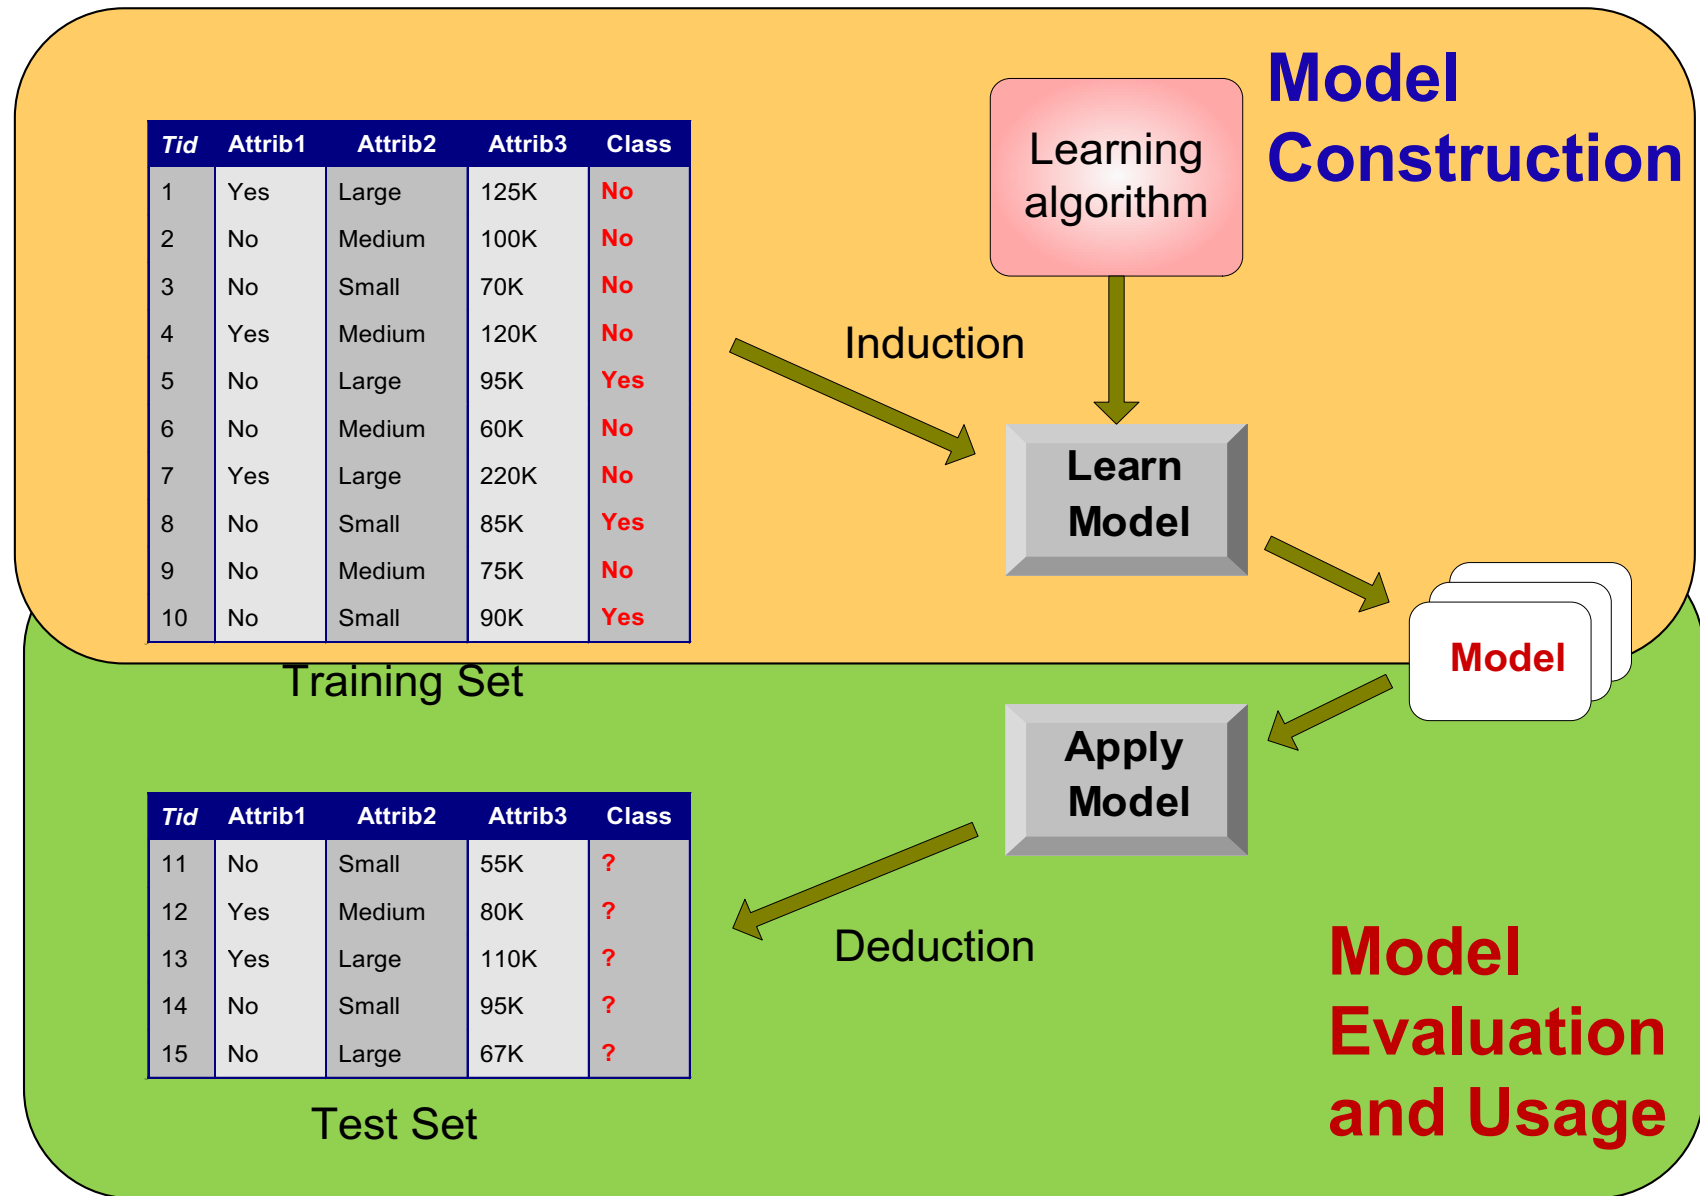 Model
Construction
Learning
algorithm
Tid Attrib1 Attrib2 Attrib3 Class
1 Yes Large 125K No
2 No Medium 100K No
3 No Small 70K No
4 Yes Medium 120K No
5 No Large 95K Yes
6 No Medium 60K No
7 Yes Large 220K No
8 No Small 85K Yes
9 No Medium 75K No
10 No Small 90K Yes
Training Set
Induction
Learn
Model
Model
Apply
Model
Deduction
Tid Attrib1 Attrib2 Attrib3 Class
11 No Small 55K ?
12 Yes Medium 80K ?
13 Yes Large 110K ?
14 No Small 95K ?
15 No Large 67K ?
Test Set
Model
Evaluation
and Usage